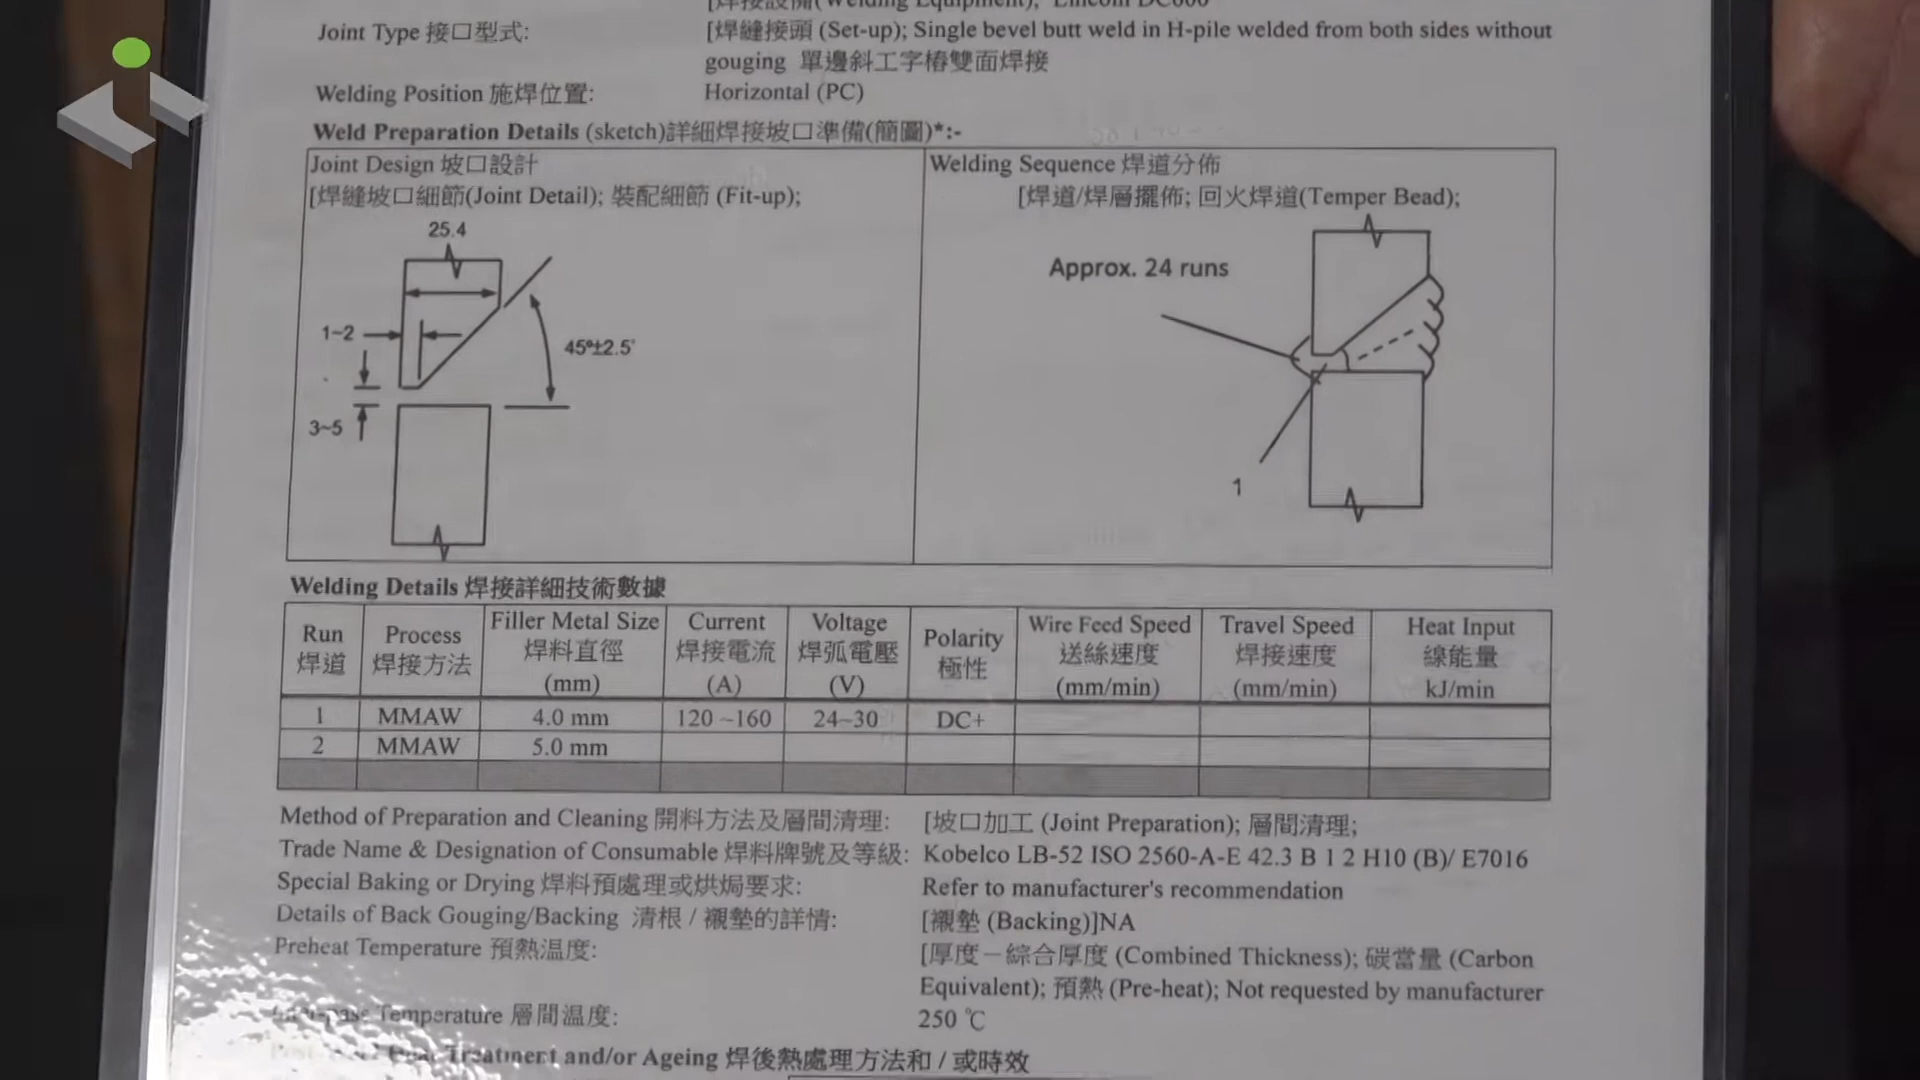 [焊接設備(Welding Equipment); Lincoln DC600
Joint Type 接口型式: [焊縫接頭 (Set-up); Single bevel butt weld in H-pile welded from both sides without
gouging 單邊斜工字樁雙面焊接
Welding Position 施焊位置: Horizontal (PC)
Weld Preparation Details (sketch)詳細焊接坡口準備(簡圖)*:-
Joint Design 坡口設計
[焊縫坡口細節(Joint Detail); 裝配細節 (Fit-up);
25.4
1~2
45º±2.5°
3~5
Welding Sequence 焊道分佈
[焊道/焊層擺佈; 回火焊道(Temper Bead);
Approx. 24 runs
1
Welding Details 焊接詳細技術數據
Run 焊道 Process 焊接方法 Filler Metal Size 焊料直徑 (mm) Current 焊接電流 (A) Voltage 焊弧電壓 (V) Polarity 極性 Wire Feed Speed 送絲速度 (mm/min) Travel Speed 焊接速度 (mm/min) Heat Input 線能量 kJ/min
1 MMAW 4.0 mm 120 ~160 24~30 DC+
2 MMAW 5.0 mm
Method of Preparation and Cleaning 開料方法及層間清理: [坡口加工 (Joint Preparation); 層間清理;
Trade Name & Designation of Consumable 焊料牌號及等級: Kobelco LB-52 ISO 2560-A-E 42.3 B 1 2 H10 (B)/ E7016
Special Baking or Drying 焊料預處理或烘焗要求: Refer to manufacturer's recommendation
Details of Back Gouging/Backing 清根 / 襯墊的詳情: [襯墊 (Backing)]NA
Preheat Temperature 預熱温度: [厚度－綜合厚度 (Combined Thickness); 碳當量 (Carbon
Equivalent); 預熱 (Pre-heat); Not requested by manufacturer
Temperature 層間温度: 250 ℃
Treatment and/or Ageing 焊後熱處理方法和 / 或時效